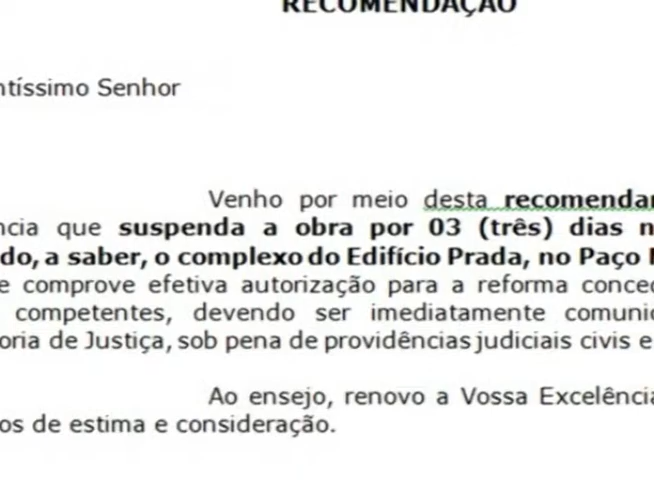 RECOMENDAÇÃO
ntíssimo Senhor
Venho por meio desta recomendar
ncia que suspenda a obra por 03 (três) dias n
do, a saber, o complexo do Edifício Prada, no Paço
e comprove efetiva autorização para a reforma conced
competentes, devendo ser imediatamente comunic
oria de Justiça, sob pena de providências judiciais civis e
Ao ensejo, renovo a Vossa Excelência
os de estima e consideração.